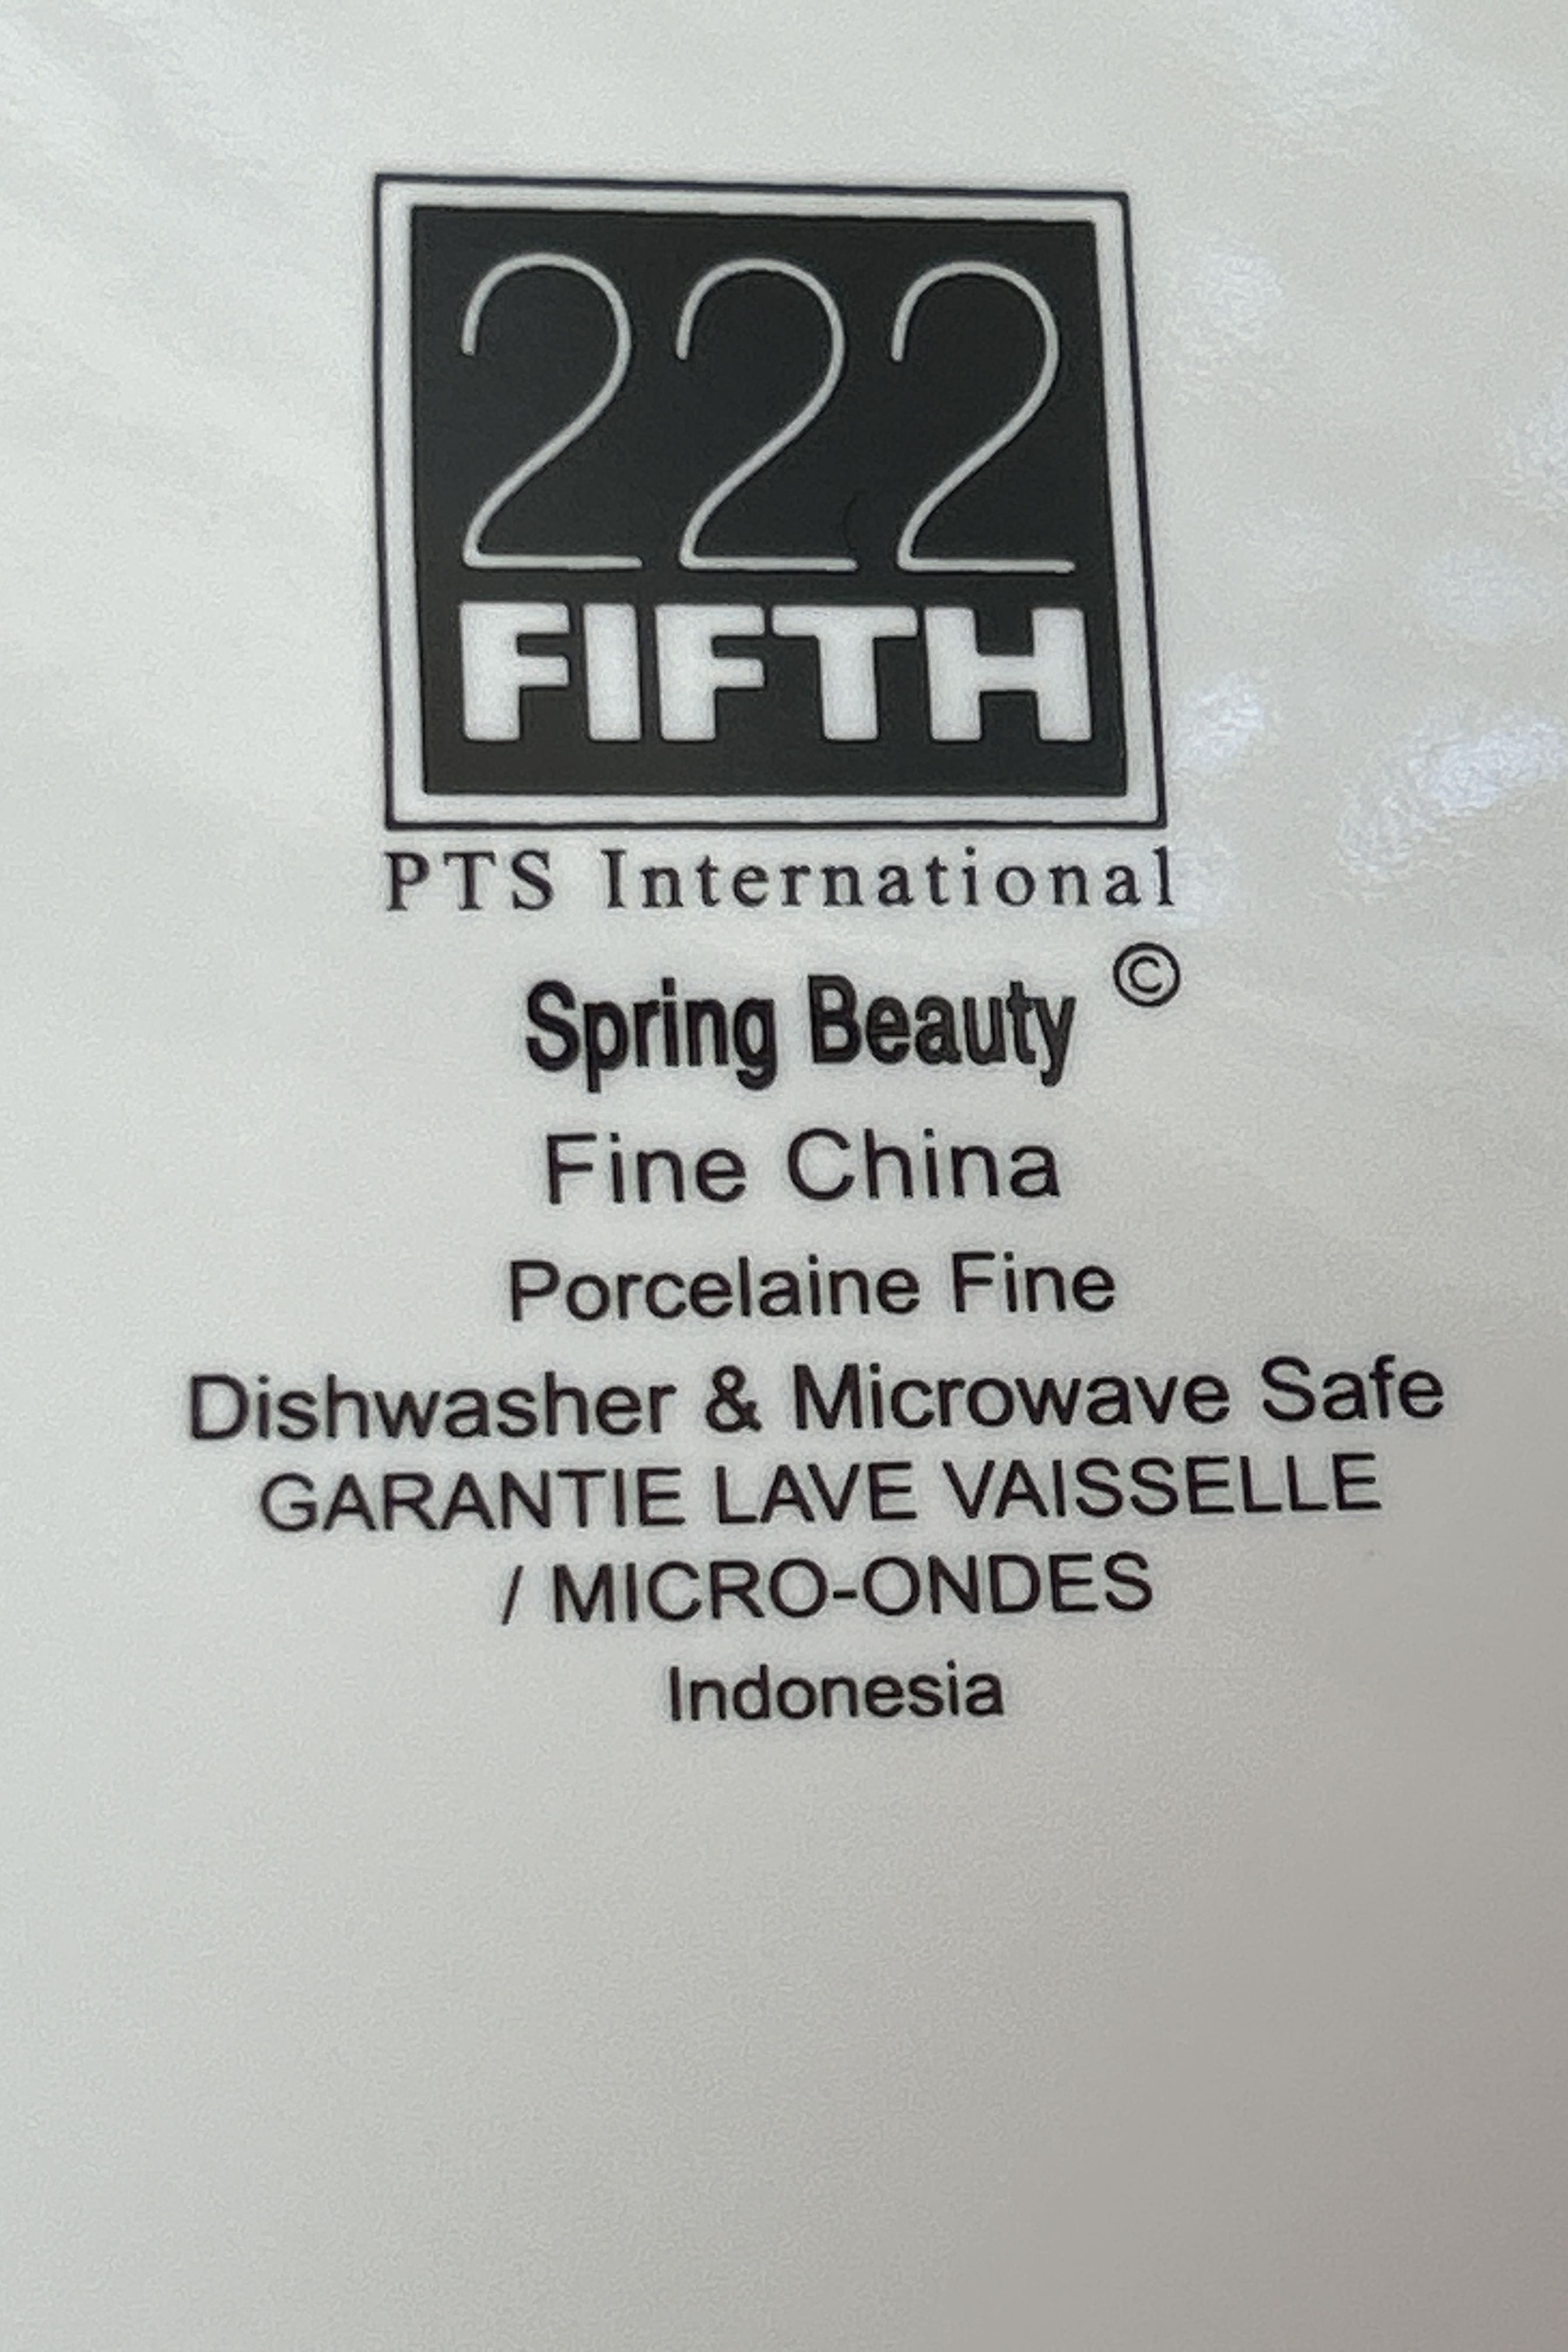 222
FIFTH
PTS International
Spring Beauty ©
Fine China
Porcelaine Fine
Dishwasher & Microwave Safe
GARANTIE LAVE VAISSELLE
/ MICRO-ONDES
Indonesia